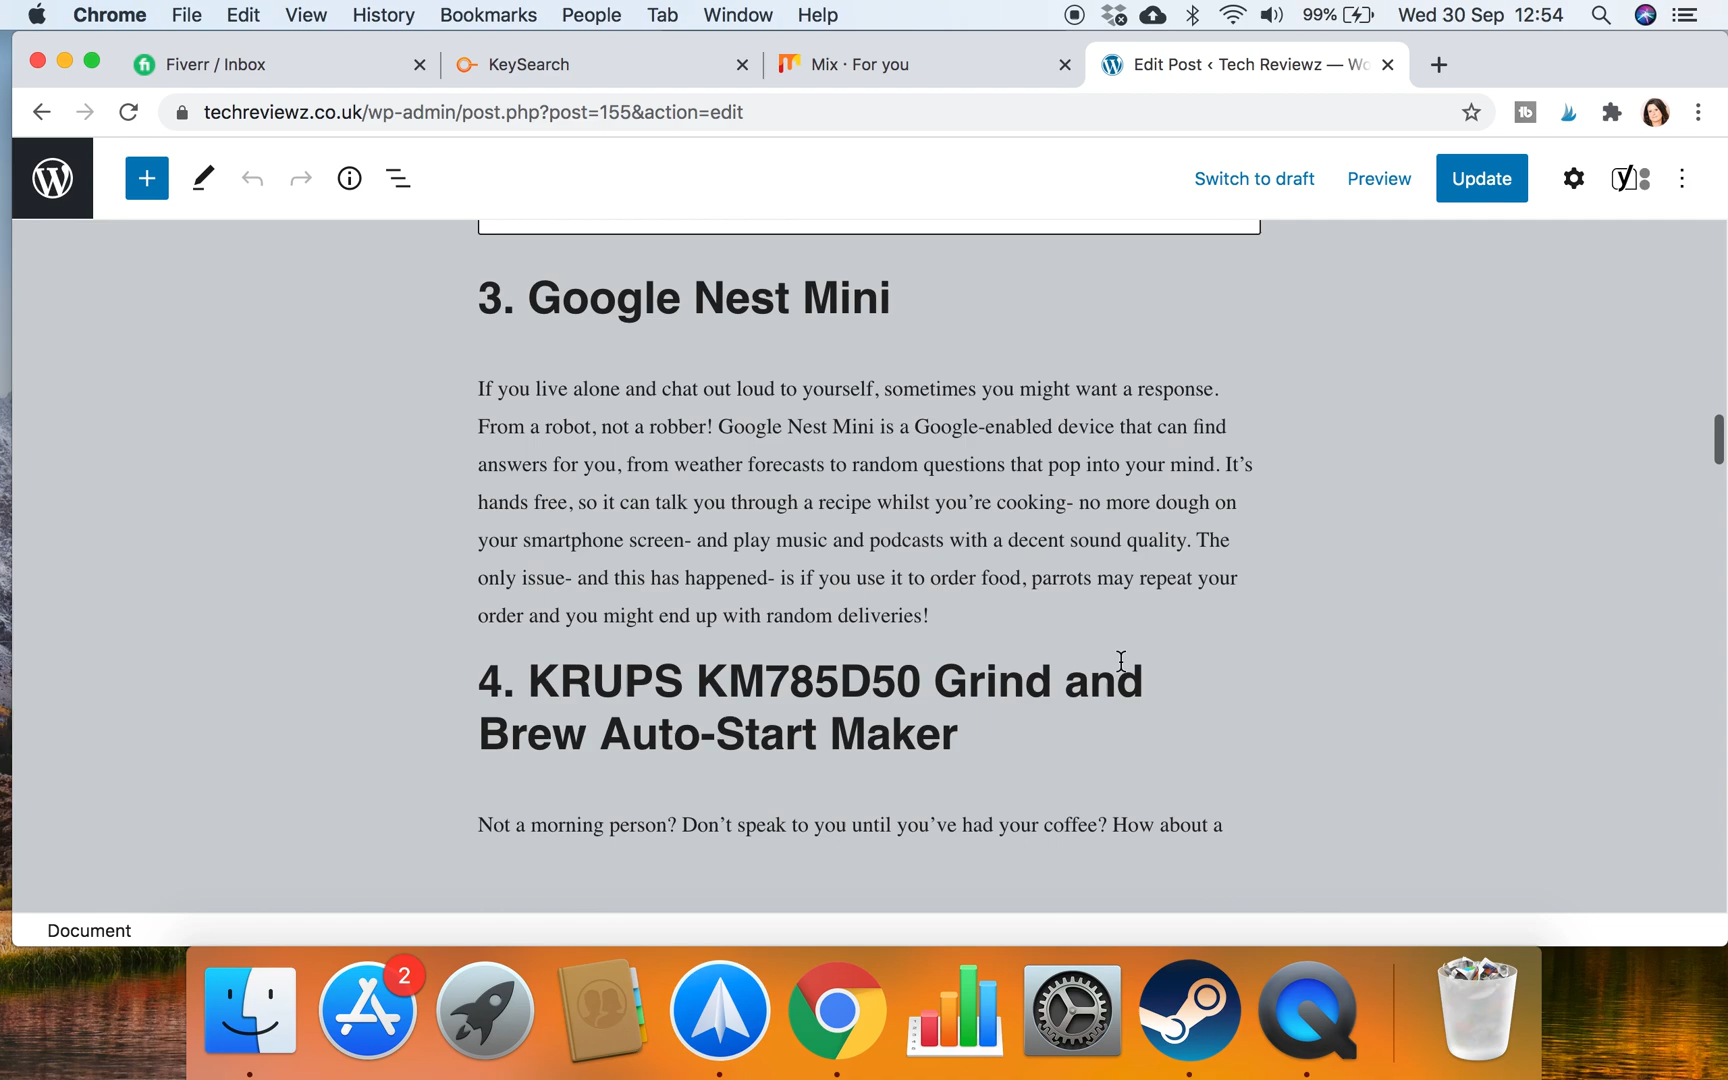 Chrome File Edit View History Bookmarks People Tab Window Help 99% Wed 30 Sep 12:54
Fiverr / Inbox KeySearch Mix · For you Edit Post ‹ Tech Reviewz — Wo
techreviewz.co.uk/wp-admin/post.php?post=155&action=edit
Switch to draft Preview Update
3. Google Nest Mini
If you live alone and chat out loud to yourself, sometimes you might want a response.
From a robot, not a robber! Google Nest Mini is a Google-enabled device that can find
answers for you, from weather forecasts to random questions that pop into your mind. It’s
hands free, so it can talk you through a recipe whilst you’re cooking- no more dough on
your smartphone screen- and play music and podcasts with a decent sound quality. The
only issue- and this has happened- is if you use it to order food, parrots may repeat your
order and you might end up with random deliveries!
4. KRUPS KM785D50 Grind and
Brew Auto-Start Maker
Not a morning person? Don’t speak to you until you’ve had your coffee? How about a
Document
2